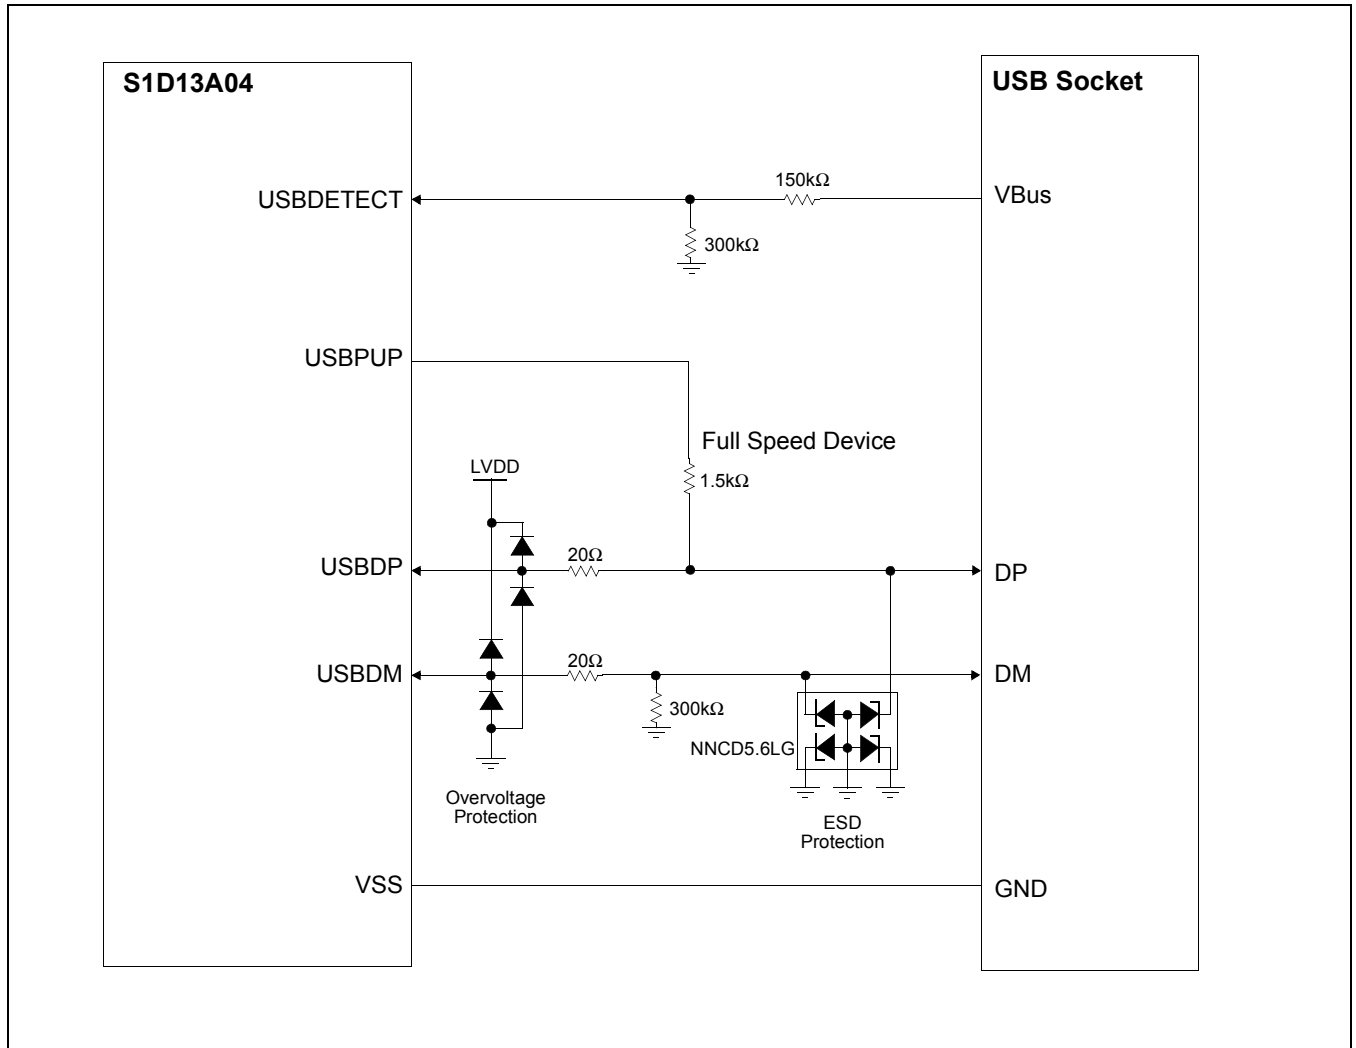 S1D13A04
USB Socket
150kΩ
USBDETECT
VBus
300kΩ
USBPUP
Full Speed Device
LVDD
1.5kΩ
20Ω
USBDP
DP
20Ω
USBDM
DM
300kΩ
NNCD5.6LG
Overvoltage
Protection
ESD
Protection
VSS
GND